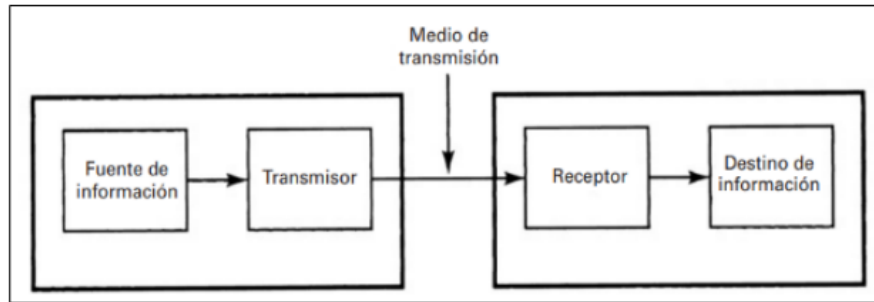 Medio de
transmisión
Fuente de
información
Transmisor
Receptor
Destino de
información